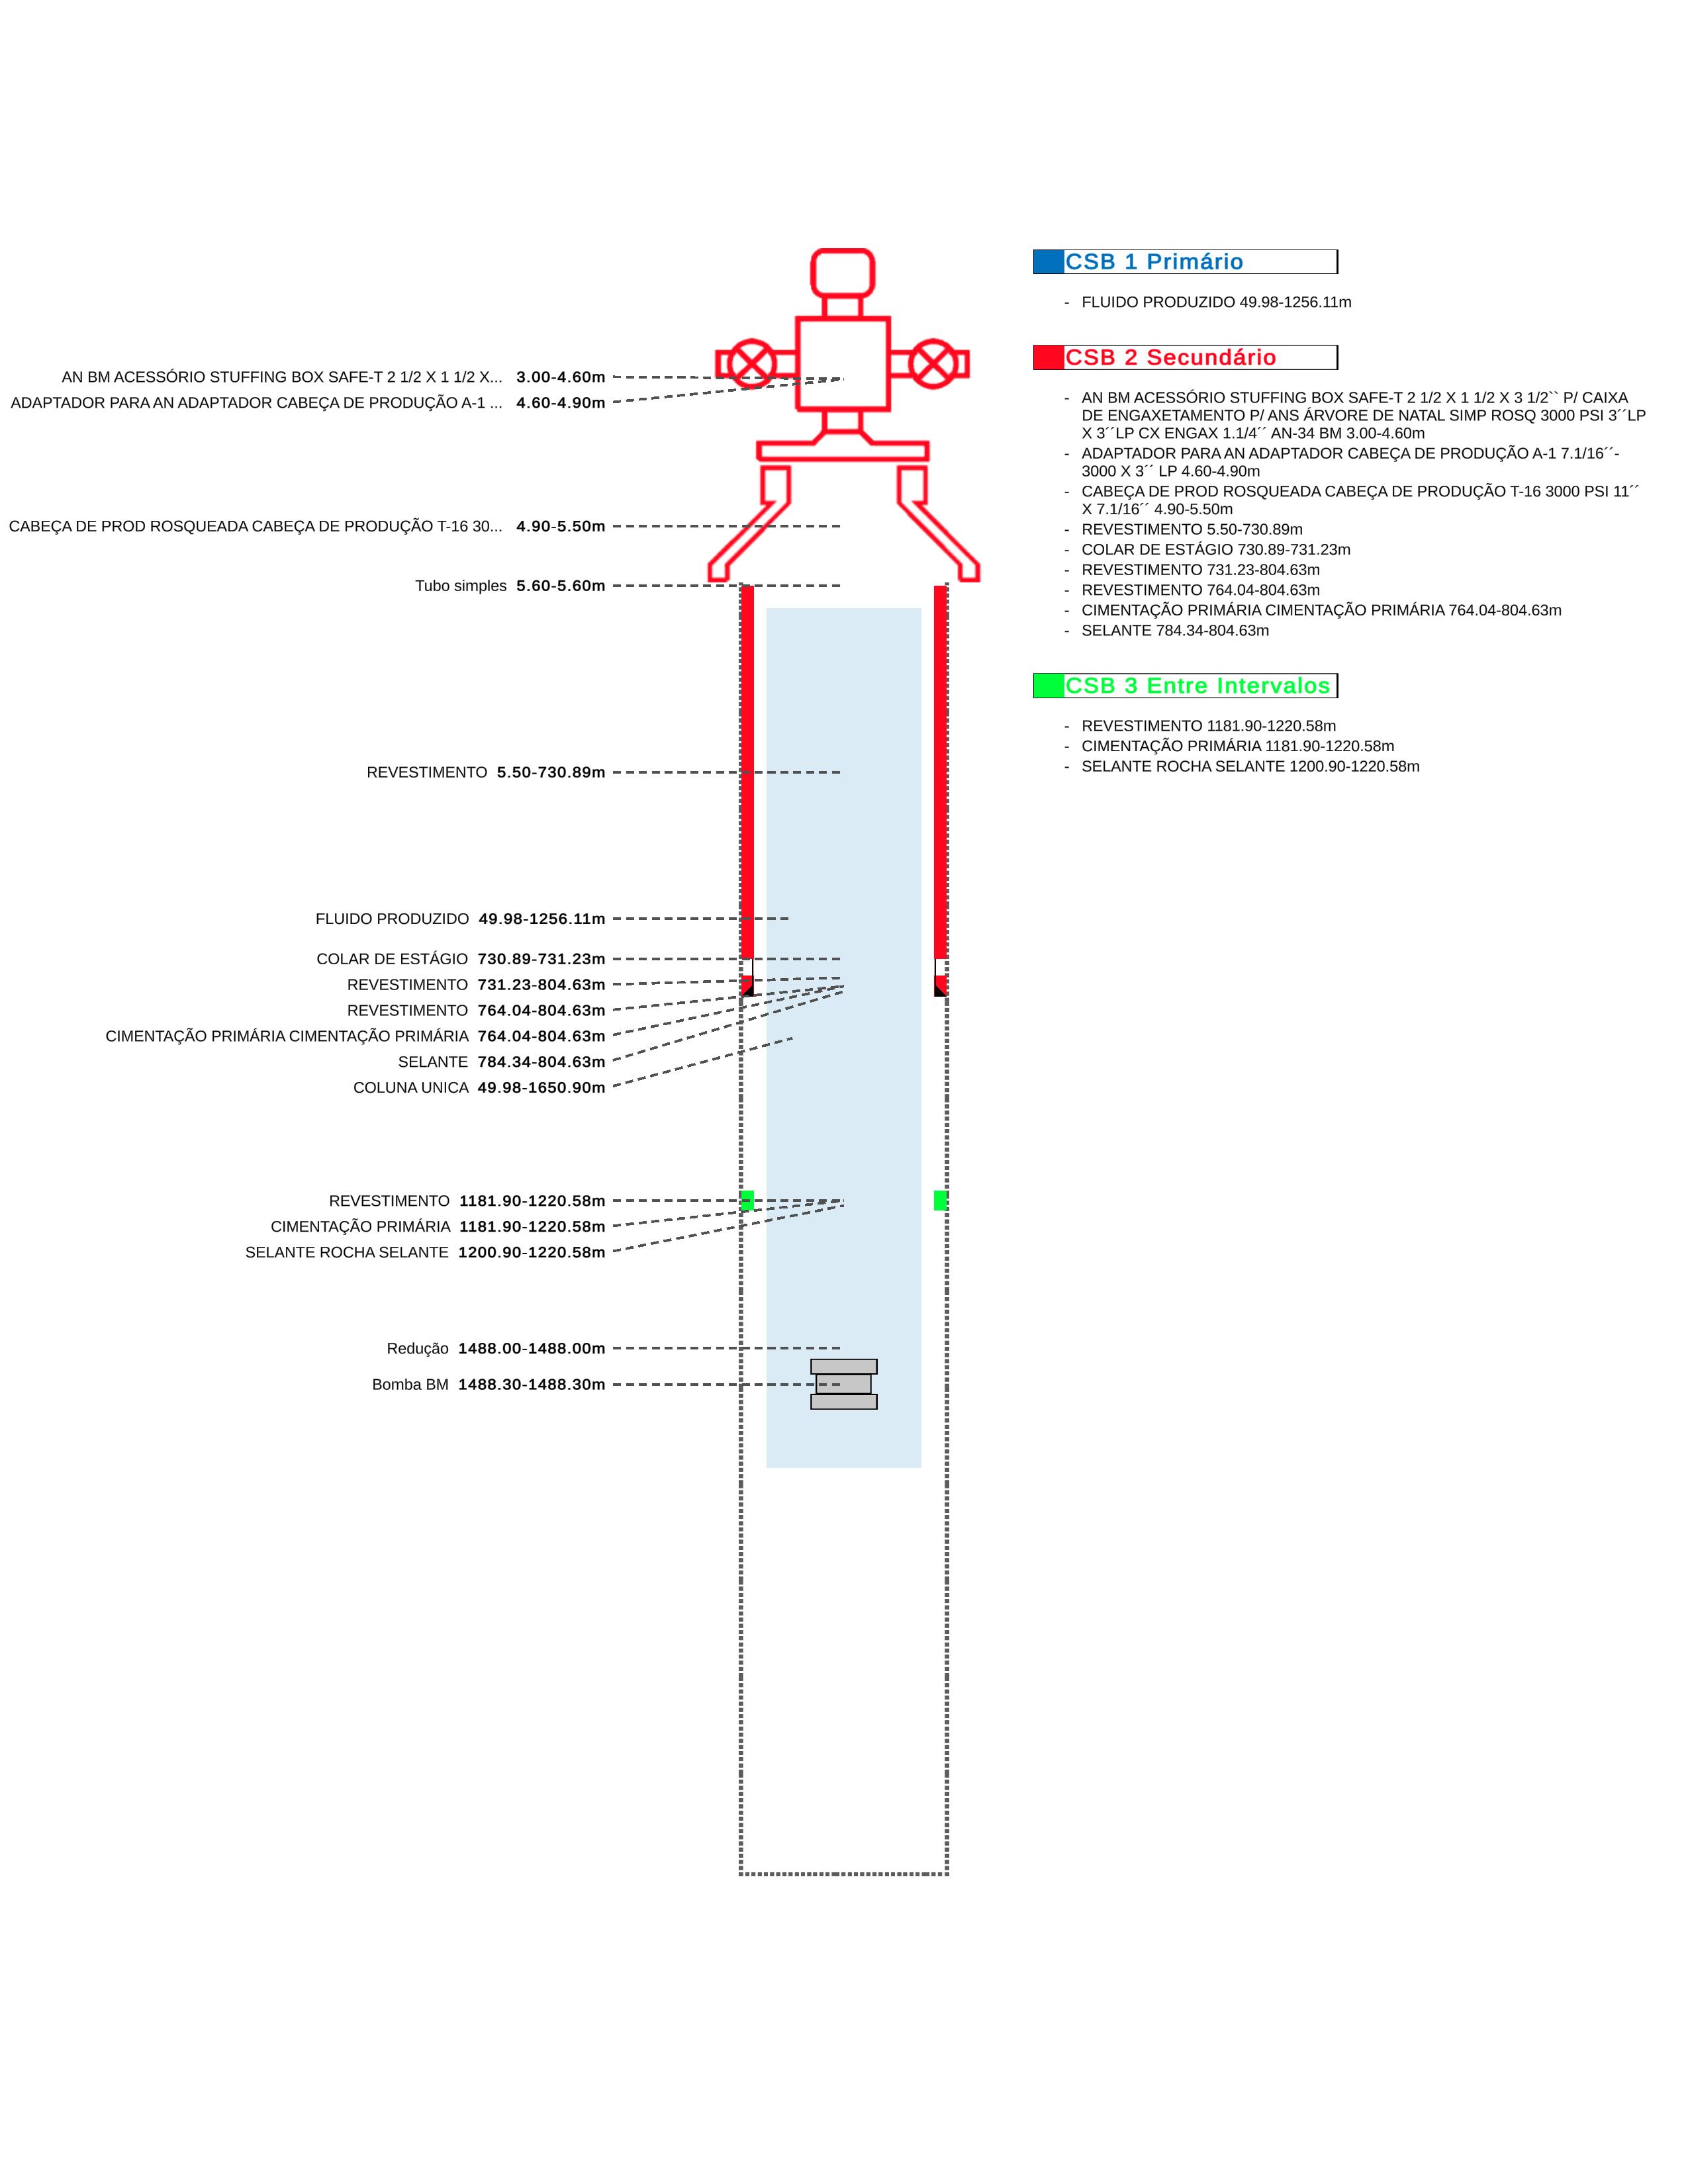 AN BM ACESSÓRIO STUFFING BOX SAFE-T 2 1/2 X 1 1/2 X... 3.00-4.60m
ADAPTADOR PARA AN ADAPTADOR CABEÇA DE PRODUÇÃO A-1 ... 4.60-4.90m
CABEÇA DE PROD ROSQUEADA CABEÇA DE PRODUÇÃO T-16 30... 4.90-5.50m
Tubo simples 5.60-5.60m
REVESTIMENTO 5.50-730.89m
FLUIDO PRODUZIDO 49.98-1256.11m
COLAR DE ESTÁGIO 730.89-731.23m
REVESTIMENTO 731.23-804.63m
REVESTIMENTO 764.04-804.63m
CIMENTAÇÃO PRIMÁRIA CIMENTAÇÃO PRIMÁRIA 764.04-804.63m
SELANTE 784.34-804.63m
COLUNA UNICA 49.98-1650.90m
REVESTIMENTO 1181.90-1220.58m
CIMENTAÇÃO PRIMÁRIA 1181.90-1220.58m
SELANTE ROCHA SELANTE 1200.90-1220.58m
Redução 1488.00-1488.00m
Bomba BM 1488.30-1488.30m
CSB 1 Primário
- FLUIDO PRODUZIDO 49.98-1256.11m
CSB 2 Secundário
- AN BM ACESSÓRIO STUFFING BOX SAFE-T 2 1/2 X 1 1/2 X 3 1/2`` P/ CAIXA
DE ENGAXETAMENTO P/ ANS ÁRVORE DE NATAL SIMP ROSQ 3000 PSI 3´´LP
X 3´´LP CX ENGAX 1.1/4´´ AN-34 BM 3.00-4.60m
- ADAPTADOR PARA AN ADAPTADOR CABEÇA DE PRODUÇÃO A-1 7.1/16´´-
3000 X 3´´ LP 4.60-4.90m
- CABEÇA DE PROD ROSQUEADA CABEÇA DE PRODUÇÃO T-16 3000 PSI 11´´
X 7.1/16´´ 4.90-5.50m
- REVESTIMENTO 5.50-730.89m
- COLAR DE ESTÁGIO 730.89-731.23m
- REVESTIMENTO 731.23-804.63m
- REVESTIMENTO 764.04-804.63m
- CIMENTAÇÃO PRIMÁRIA CIMENTAÇÃO PRIMÁRIA 764.04-804.63m
- SELANTE 784.34-804.63m
CSB 3 Entre Intervalos
- REVESTIMENTO 1181.90-1220.58m
- CIMENTAÇÃO PRIMÁRIA 1181.90-1220.58m
- SELANTE ROCHA SELANTE 1200.90-1220.58m